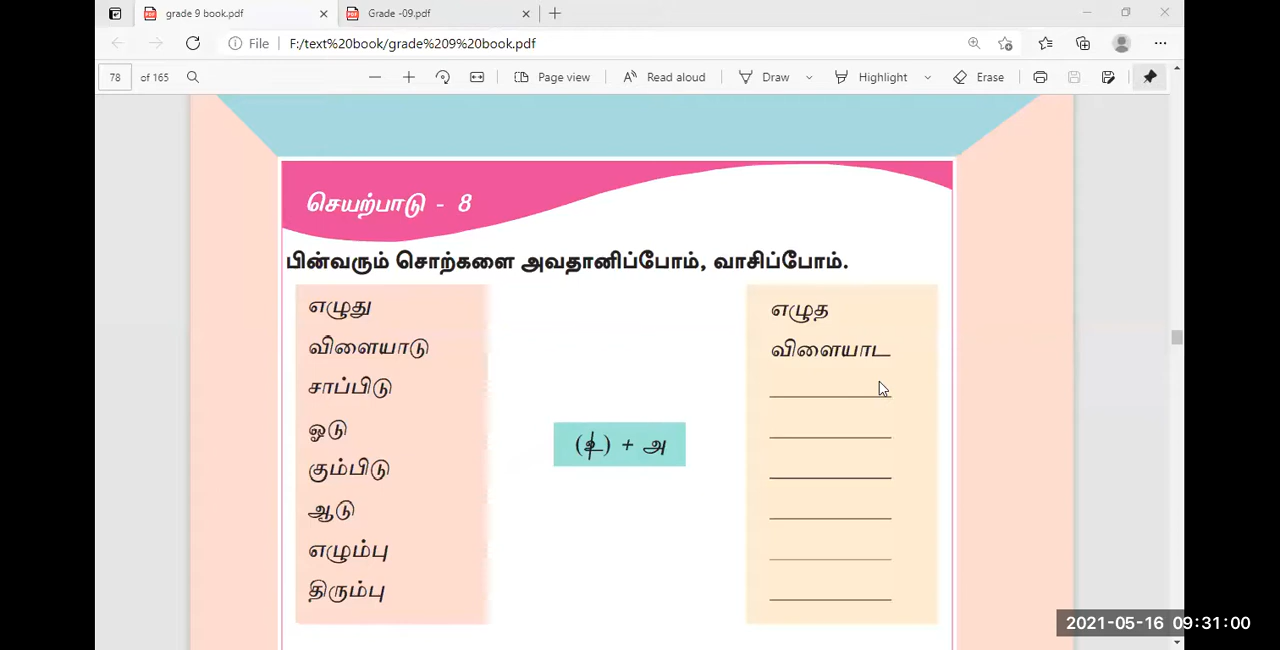 grade 9 book.pdf
Grade -09.pdf
File
F:/text%20book/grade%209%20book.pdf
78 of 165
Page view
Read aloud
Draw
Highlight
Erase
செயற்பாடு - 8
பின்வரும் சொற்களை அவதானிப்போம், வாசிப்போம்.
எழுது
விளையாடு
சாப்பிடு
ஓடு
கும்பிடு
ஆடு
எழும்பு
திரும்பு
(உ) + அ
எழுத
விளையாட
2021-05-16 09:31:00